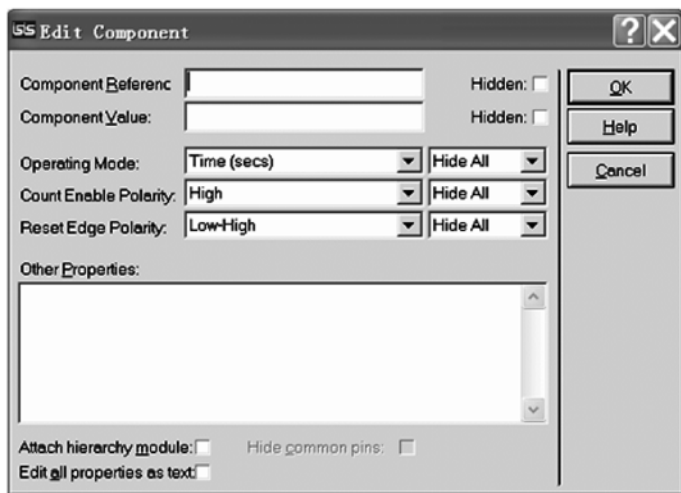 ISIS Edit Component
Component Referenc Hidden: OK
Component Value: Hidden: Help
Operating Mode: Time (secs) Hide All Cancel
Count Enable Polarity: High Hide All
Reset Edge Polarity: Low-High Hide All
Other Properties:
Attach hierarchy module: Hide common pins:
Edit all properties as text: